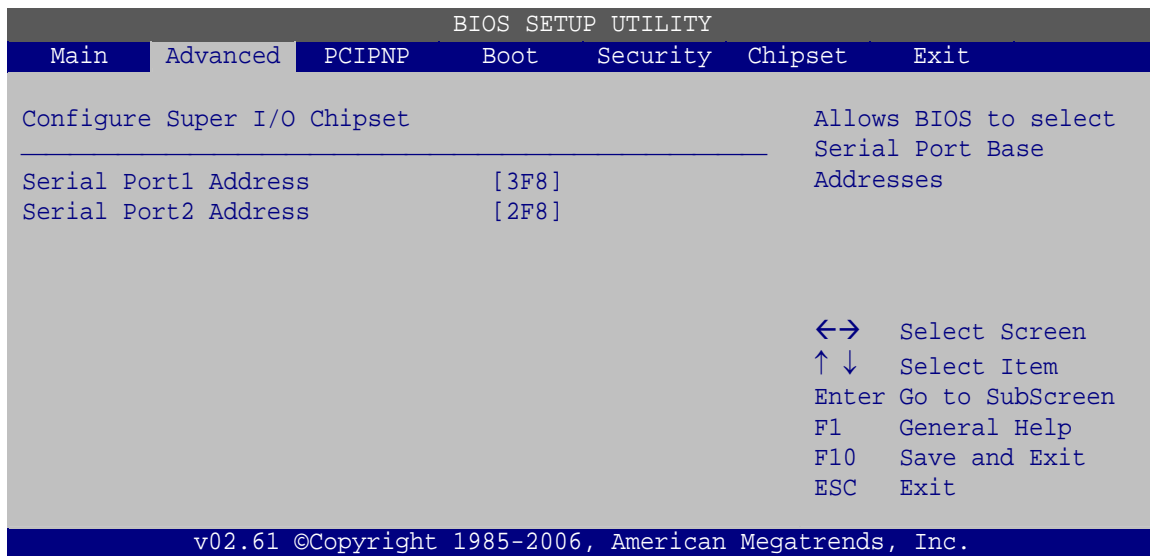 BIOS SETUP UTILITY
Main Advanced PCIPNP Boot Security Chipset Exit
Configure Super I/O Chipset
Serial Port1 Address [3F8]
Serial Port2 Address [2F8]
Allows BIOS to select
Serial Port Base
Addresses
←→ Select Screen
↑ ↓ Select Item
Enter Go to SubScreen
F1 General Help
F10 Save and Exit
ESC Exit
v02.61 ©Copyright 1985-2006, American Megatrends, Inc.